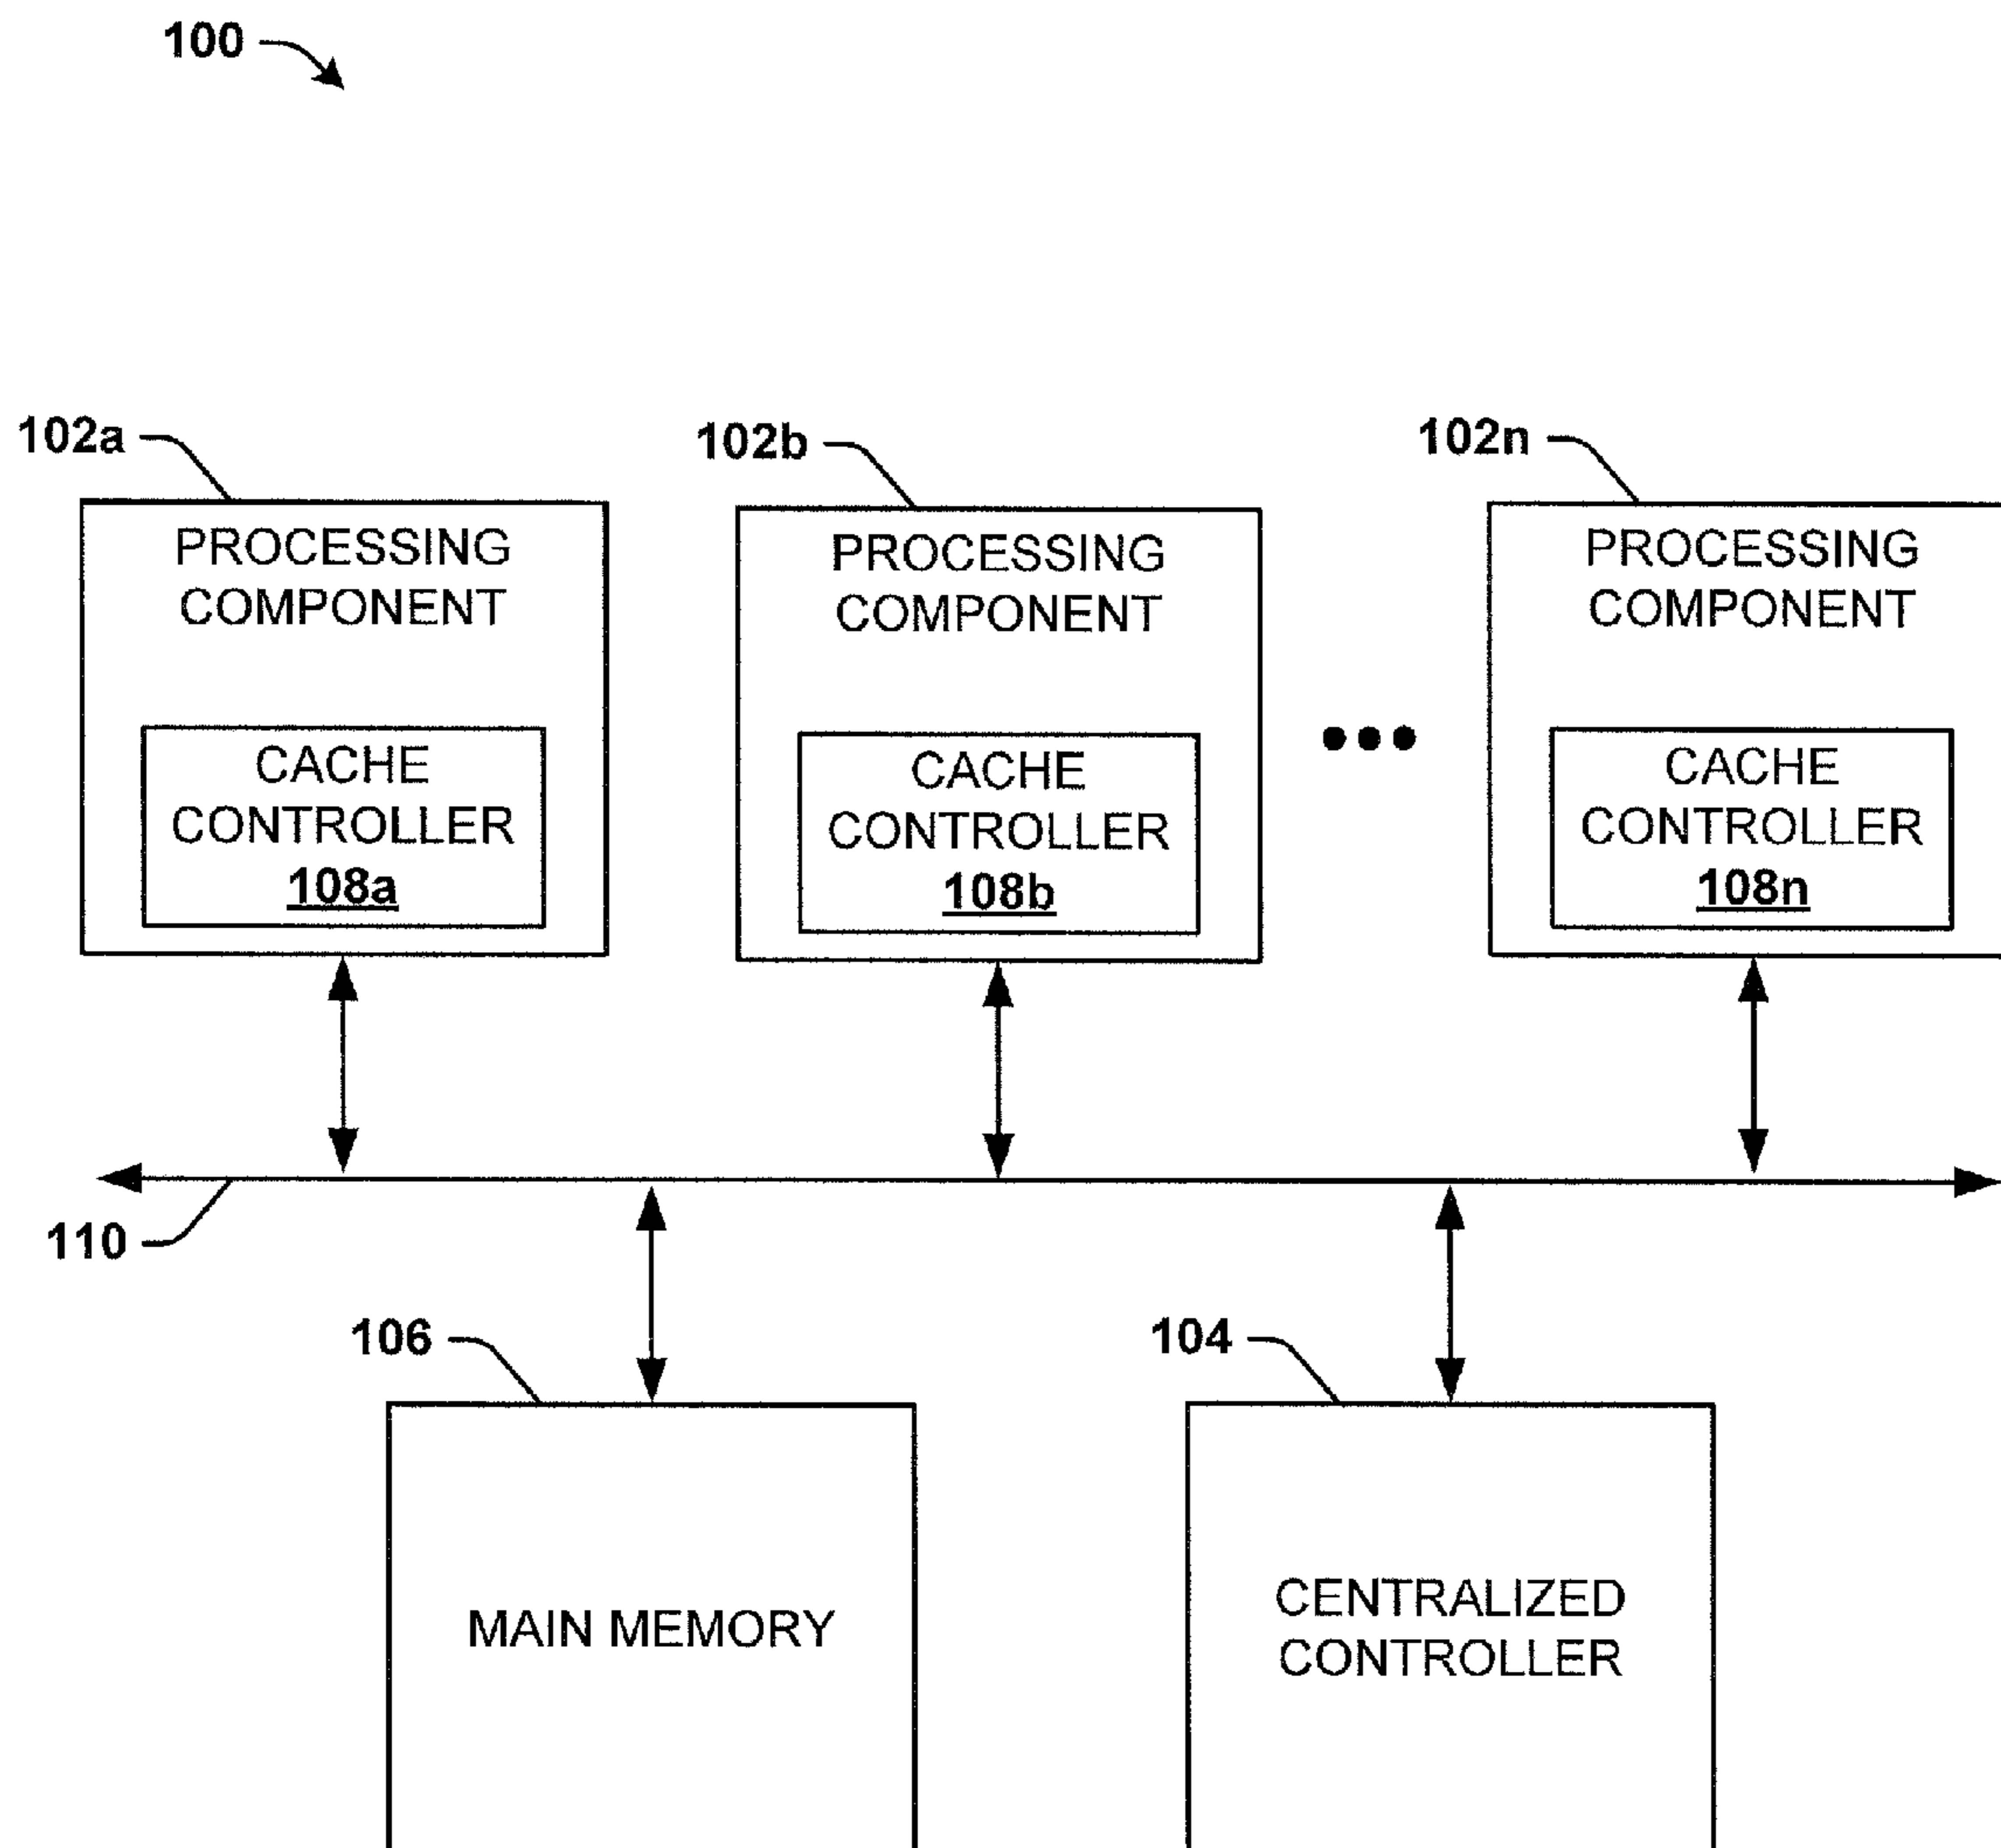 100
102a
102b
102n
PROCESSING
COMPONENT
CACHE
CONTROLLER
108a
PROCESSING
COMPONENT
CACHE
CONTROLLER
108b
PROCESSING
COMPONENT
CACHE
CONTROLLER
108n
110
106
104
MAIN MEMORY
CENTRALIZED
CONTROLLER